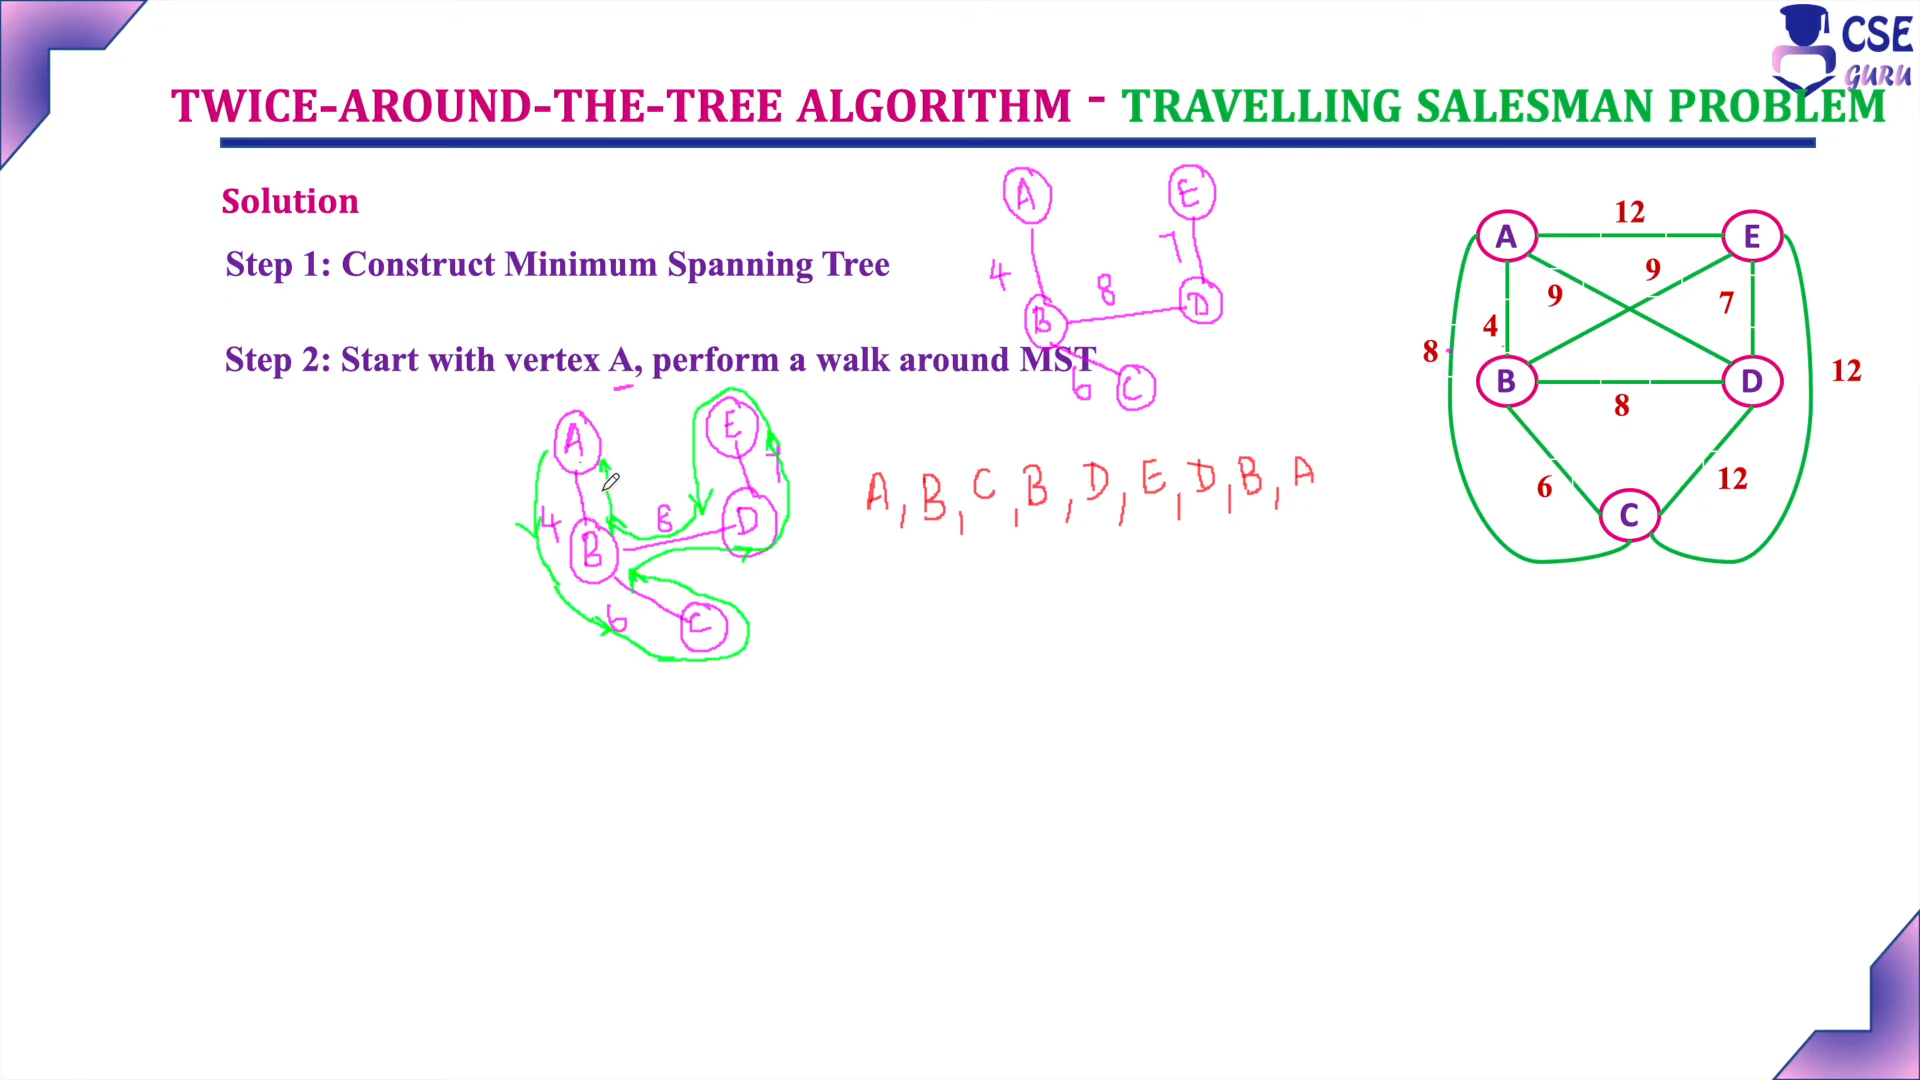 CSE
GURU
TWICE-AROUND-THE-TREE ALGORITHM - TRAVELLING SALESMAN PROBLEM
Solution
Step 1: Construct Minimum Spanning Tree
Step 2: Start with vertex A, perform a walk around MST
A E
4 7
B 8 D
6 C
A E
4 8 7
B D
6 C
A, B, C, B, D, E, D, B, A
12
A E
9
9 7
4
8 12
B D
8
6 12
C